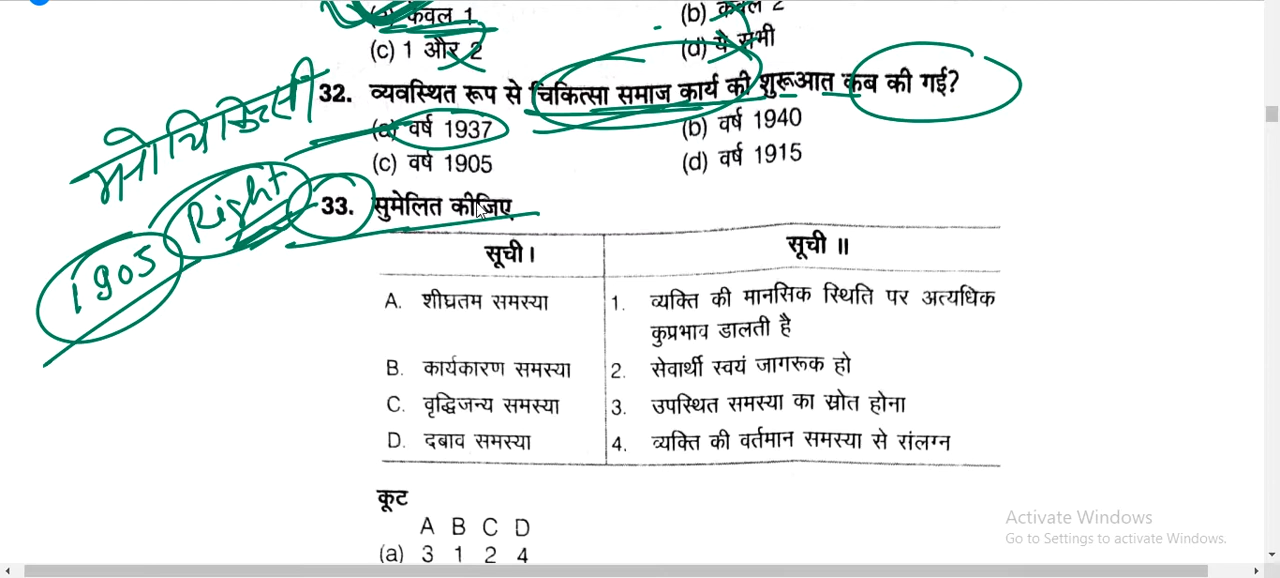 केवल 1
(b) केवल 2
(c) 1 और 2
(d) ये सभी
32. व्यवस्थित रूप से चिकित्सा समाज कार्य की शुरूआत कब की गई?
(a) वर्ष 1937
(b) वर्ष 1940
(c) वर्ष 1905
(d) वर्ष 1915
मनोचिकित्सी
1905 Right
33. सुमेलित कीजिए
सूची I
सूची II
A. शीघ्रतम समस्या
1. व्यक्ति की मानसिक स्थिति पर अत्यधिक
कुप्रभाव डालती है
B. कार्यकारण समस्या
2. सेवार्थी स्वयं जागरूक हो
C. वृद्धिजन्य समस्या
3. उपस्थित समस्या का स्रोत होना
D. दबाव समस्या
4. व्यक्ति की वर्तमान समस्या से संलग्न
कूट
A B C D
(a) 3 1 2 4
Activate Windows
Go to Settings to activate Windows.